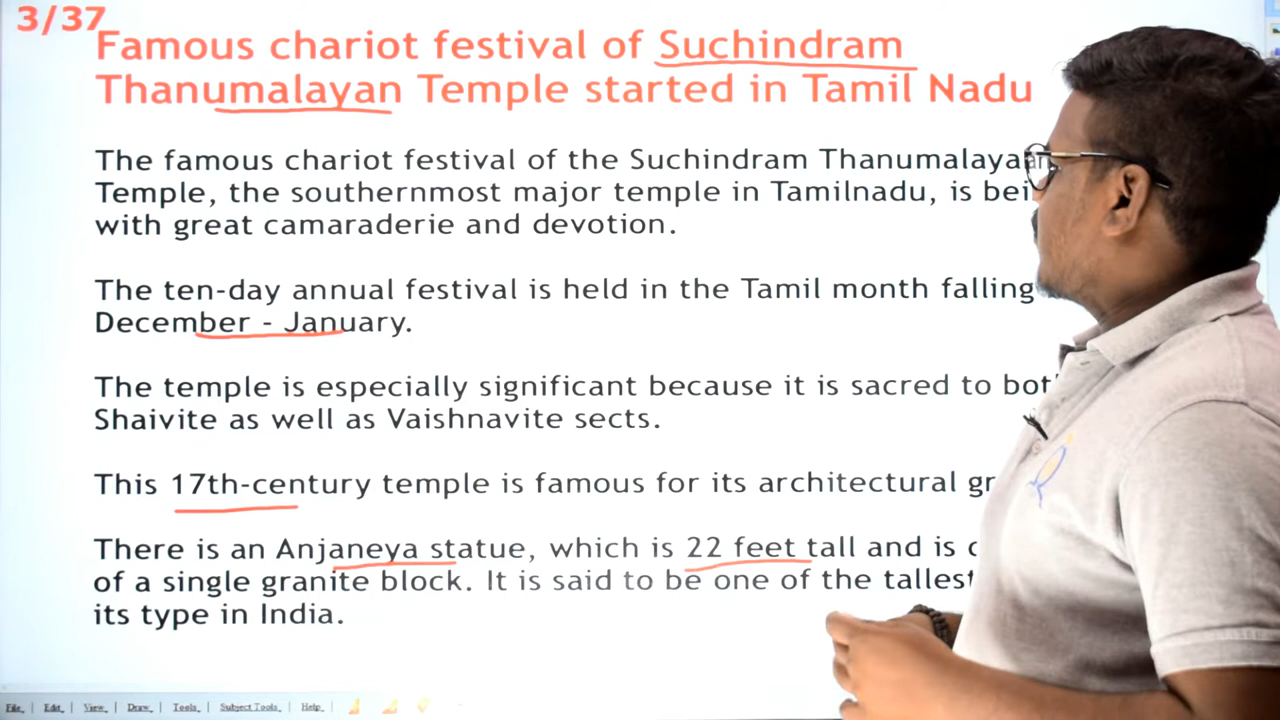 3/37
Famous chariot festival of Suchindram
Thanumalayan Temple started in Tamil Nadu
The famous chariot festival of the Suchindram Thanumalayan
Temple, the southernmost major temple in Tamilnadu, is
with great camaraderie and devotion.
The ten-day annual festival is held in the Tamil month falling
December - January.
The temple is especially significant because it is sacred to
Shaivite as well as Vaishnavite sects.
This 17th-century temple is famous for its architectural
There is an Anjaneya statue, which is 22 feet tall and is
of a single granite block. It is said to be one of the tallest
its type in India.
File, | Edit, | View, | Draw, | Tools, | Subject Tools, | Help, |